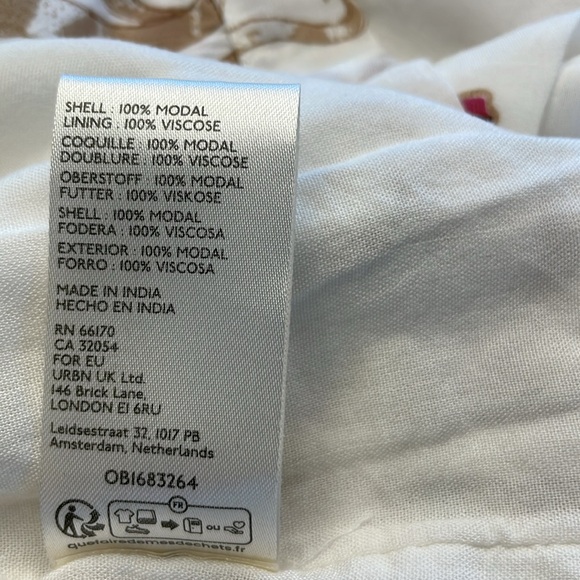 SHELL : 100% MODAL
LINING : 100% VISCOSE
COQUILLE : 100% MODAL
DOUBLURE : 100% VISCOSE
OBERSTOFF : 100% MODAL
FUTTER : 100% VISKOSE
SHELL : 100% MODAL
FODERA : 100% VISCOSA
EXTERIOR : 100% MODAL
FORRO : 100% VISCOSA
MADE IN INDIA
HECHO EN INDIA
RN 66170
CA 32054
FOR EU
URBN UK Ltd.
146 Brick Lane,
LONDON E1 6RU
Leidsestraat 32, 1017 PB
Amsterdam, Netherlands
OB1683264
FR
OU
quefairedemesdechets.fr